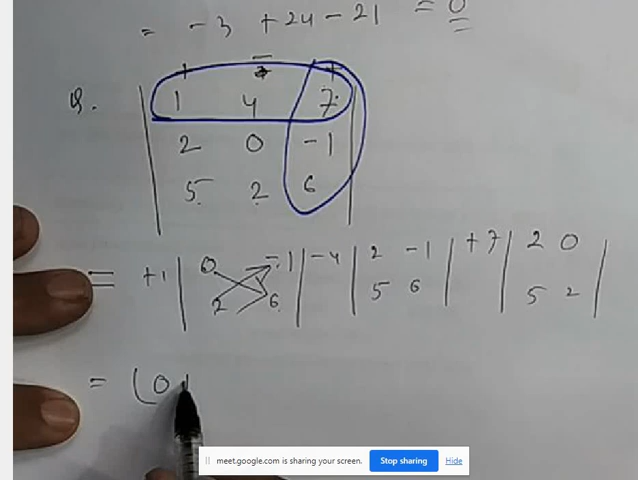 = -3 +24 -21 = 0
+ - +
Q. | 1 4 7 |
| 2 0 -1 |
| 5 2 6 |
= +1 | 0 -1 | -4 | 2 -1 | +7 | 2 0 |
| 2 6 | | 5 6 | | 5 2 |
= (0
meet.google.com is sharing your screen. Stop sharing Hide